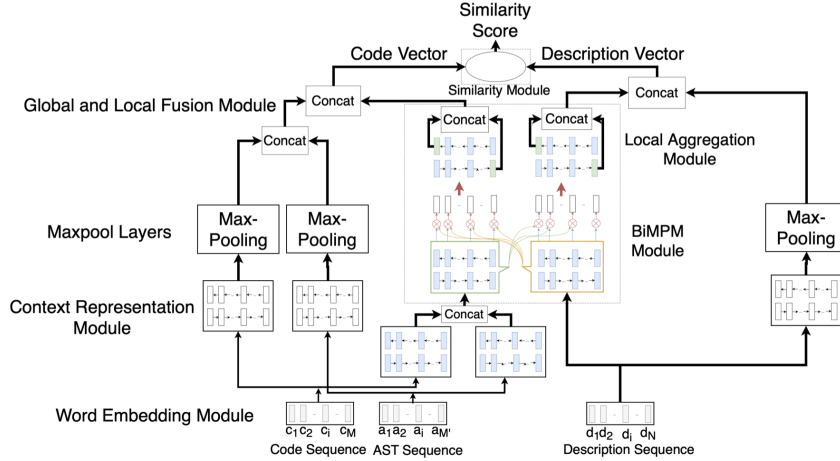 Similarity
Score
Code Vector
Description Vector
Similarity Module
Global and Local Fusion Module
Concat
Concat
Concat
Concat
Concat
Local Aggregation
Module
Maxpool Layers
Max-
Pooling
Max-
Pooling
BiMPM
Module
Max-
Pooling
Context Representation
Module
Concat
Word Embedding Module
c1 c2 - ci - cM
a1 a2 - ai - aM'
d1 d2 - di - dN
Code Sequence
AST Sequence
Description Sequence